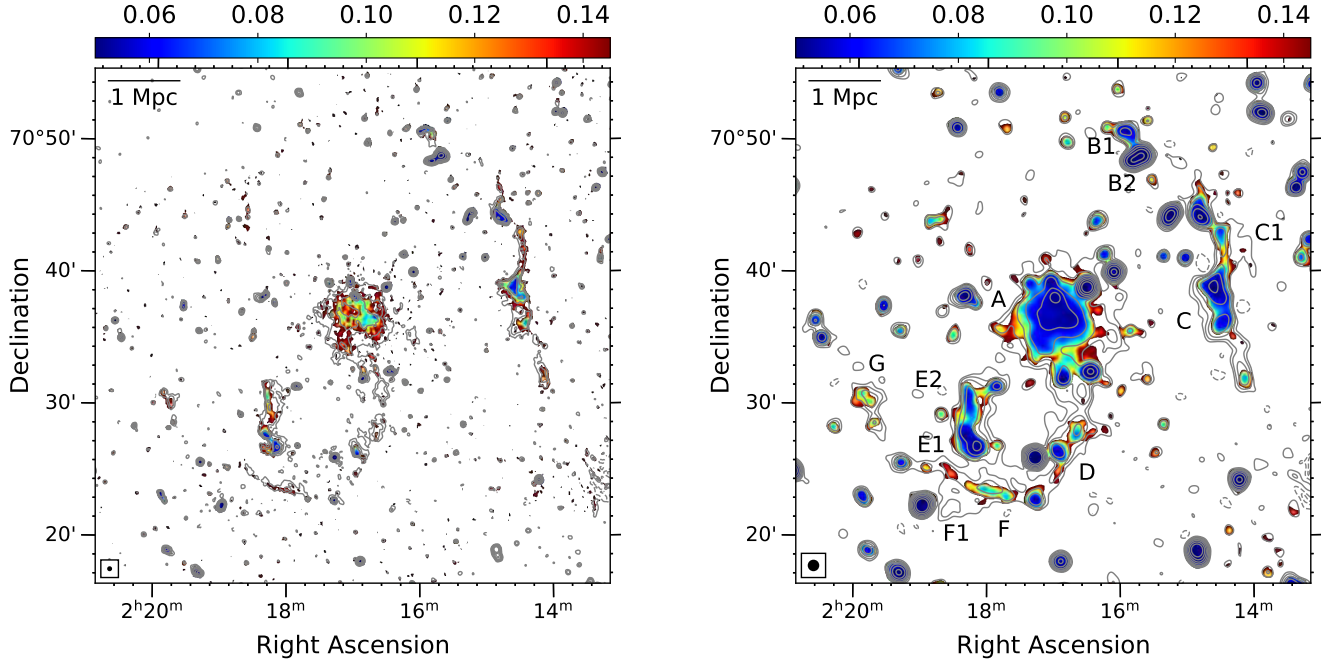 0.06 0.08 0.10 0.12 0.14
1 Mpc
70°50'
40'
30'
20'
Declination
2ʰ20ᵐ 18ᵐ 16ᵐ 14ᵐ
Right Ascension
0.06 0.08 0.10 0.12 0.14
1 Mpc
70°50'
40'
30'
20'
Declination
B1
B2
C1
A
C
G
E2
E1
D
F
F1
2ʰ20ᵐ 18ᵐ 16ᵐ 14ᵐ
Right Ascension